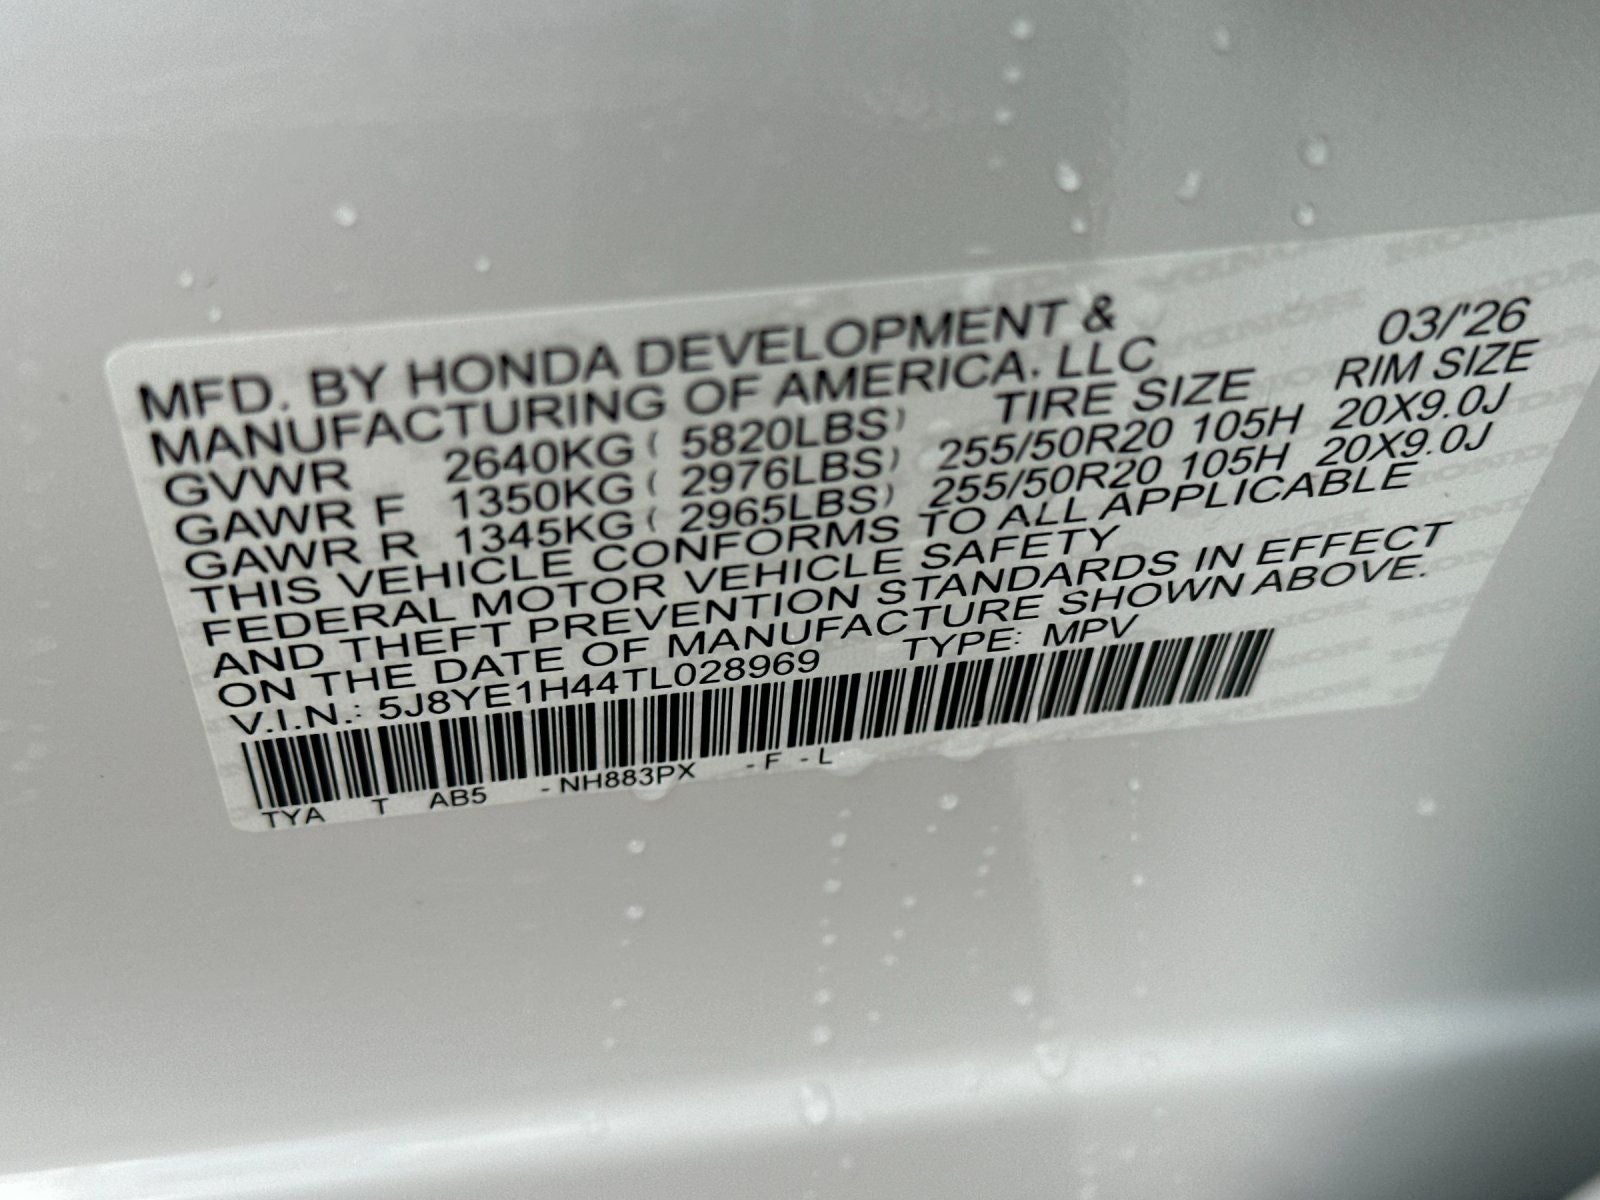 MFD. BY HONDA DEVELOPMENT &
MANUFACTURING OF AMERICA, LLC 03/'26
GVWR 2640KG ( 5820LBS) TIRE SIZE RIM SIZE
GAWR F 1350KG ( 2976LBS) 255/50R20 105H 20X9.0J
GAWR R 1345KG ( 2965LBS) 255/50R20 105H 20X9.0J
THIS VEHICLE CONFORMS TO ALL APPLICABLE
FEDERAL MOTOR VEHICLE SAFETY
AND THEFT PREVENTION STANDARDS IN EFFECT
ON THE DATE OF MANUFACTURE SHOWN ABOVE.
V.I.N.: 5J8YE1H44TL028969 TYPE: MPV
TYA T AB5 - NH883PX - F - L